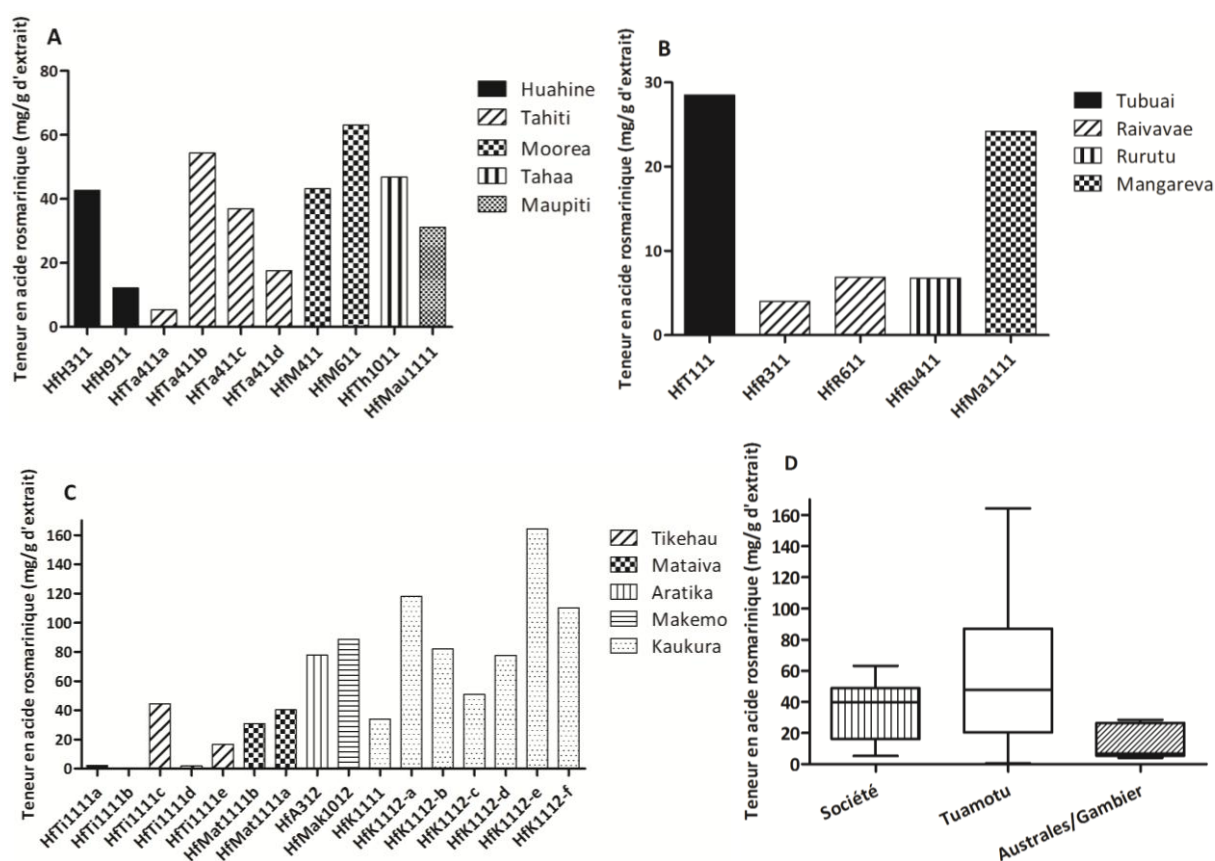 A
Teneur en acide rosmarinique (mg/g d'extrait)
80
60
40
20
0
HfH311
HfH911
HfTa411a
HfTa411b
HfTa411c
HfTa411d
HfM411
HfM611
HfTh1011
HfMau1111
Huahine
Tahiti
Moorea
Tahaa
Maupiti
B
Teneur en acide rosmarinique (mg/g d'extrait)
30
20
10
0
HfT111
HfR311
HfR611
HfRu411
HfMa1111
Tubuai
Raivavae
Rurutu
Mangareva
C
Teneur en acide rosmarinique (mg/g d'extrait)
160
140
120
100
80
60
40
20
0
HfTi1111a
HfTi1111b
HfTi1111c
HfTi1111d
HfTi1111e
HfMat1111b
HfMat1111a
HfA312
HfMak1012
HfK1111
HfK1112-a
HfK1112-b
HfK1112-c
HfK1112-d
HfK1112-e
HfK1112-f
Tikehau
Mataiva
Aratika
Makemo
Kaukura
D
Teneur en acide rosmarinique (mg/g d'extrait)
160
140
120
100
80
60
40
20
0
Société
Tuamotu
Australes/Gambier